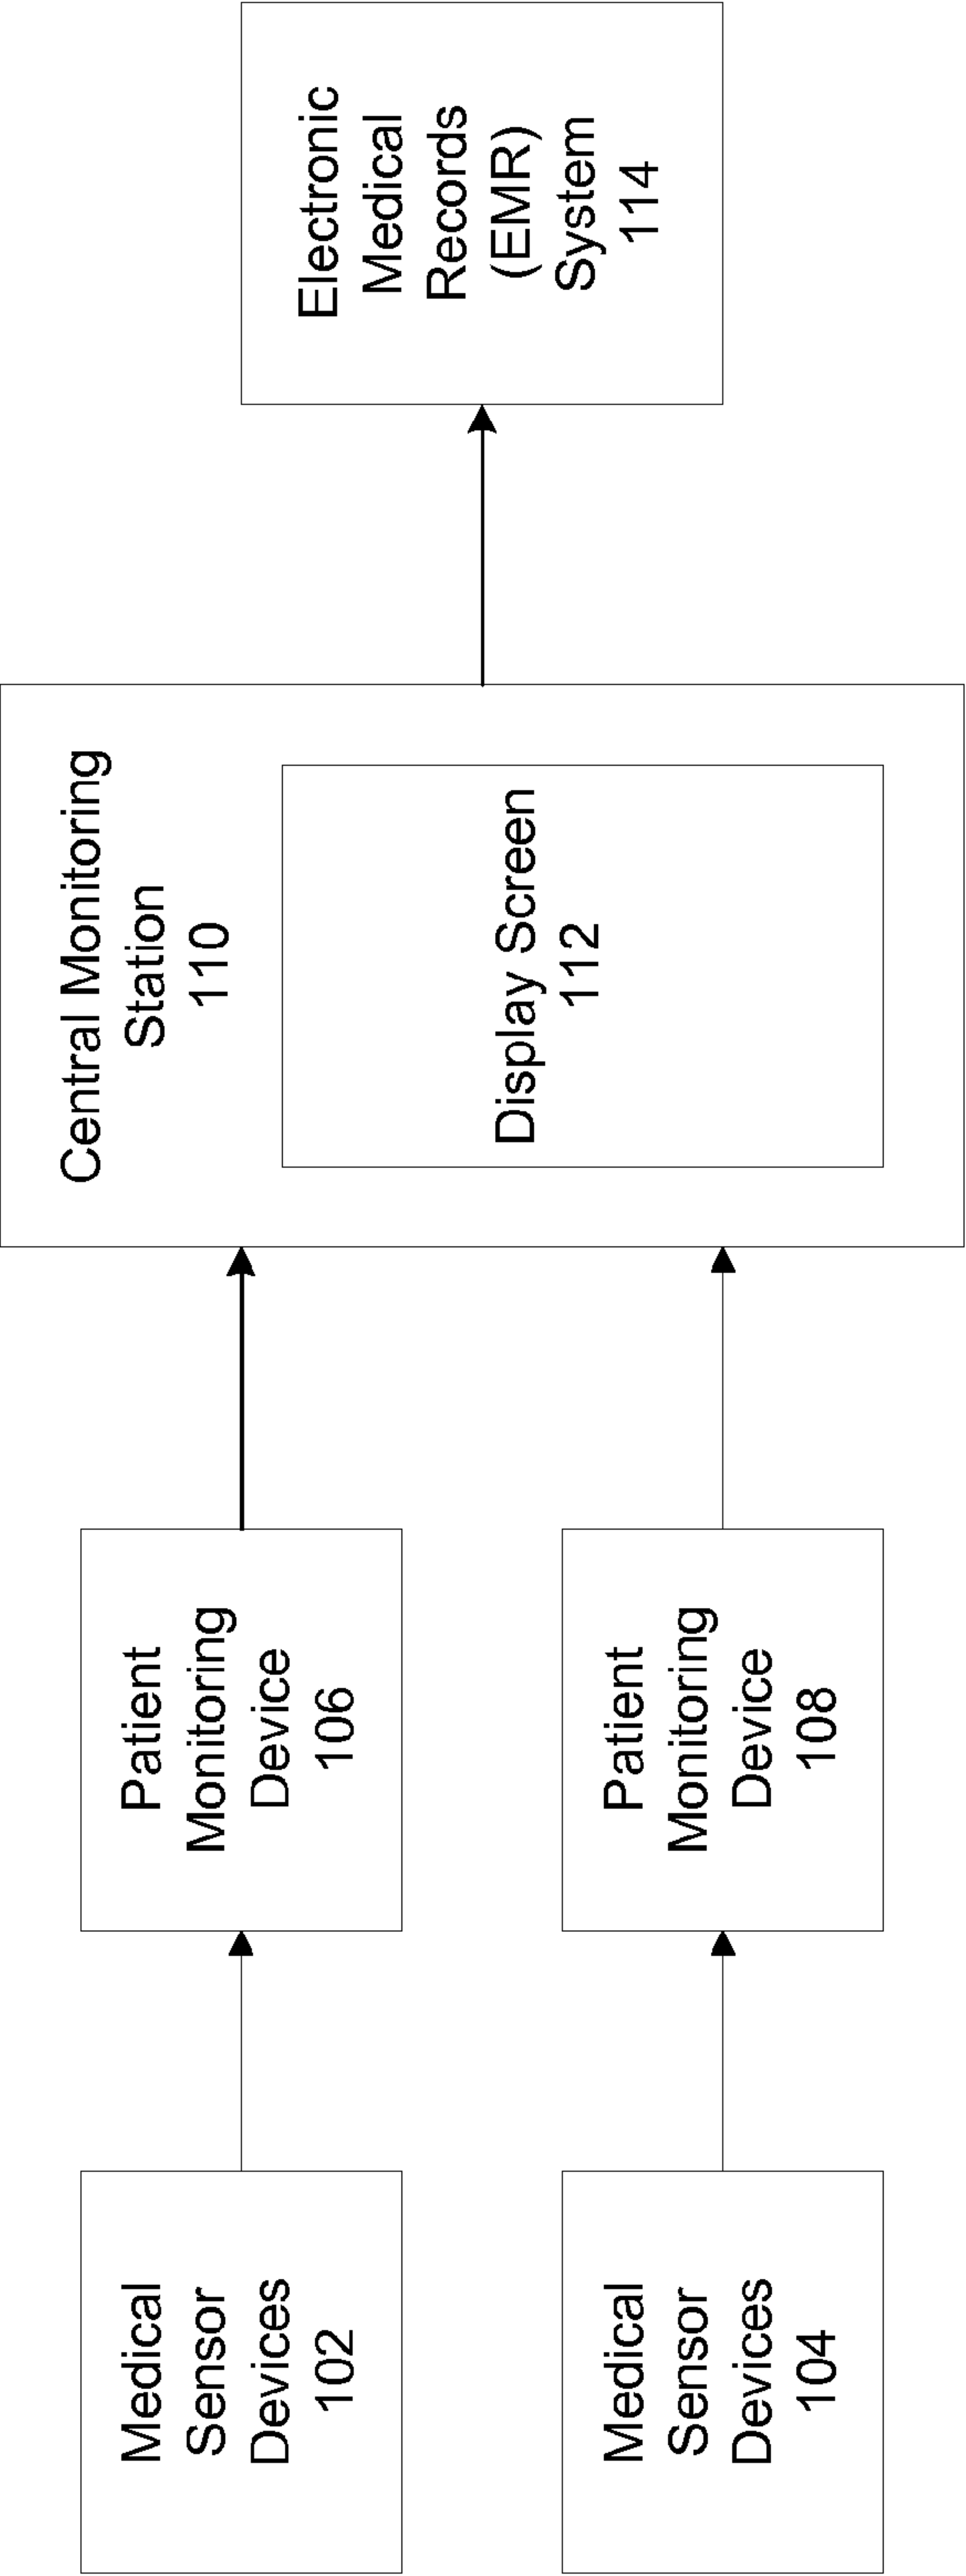 Medical
Sensor
Devices
102
Medical
Sensor
Devices
104
Patient
Monitoring
Device
106
Patient
Monitoring
Device
108
Central Monitoring
Station
110
Display Screen
112
Electronic
Medical
Records
(EMR)
System
114